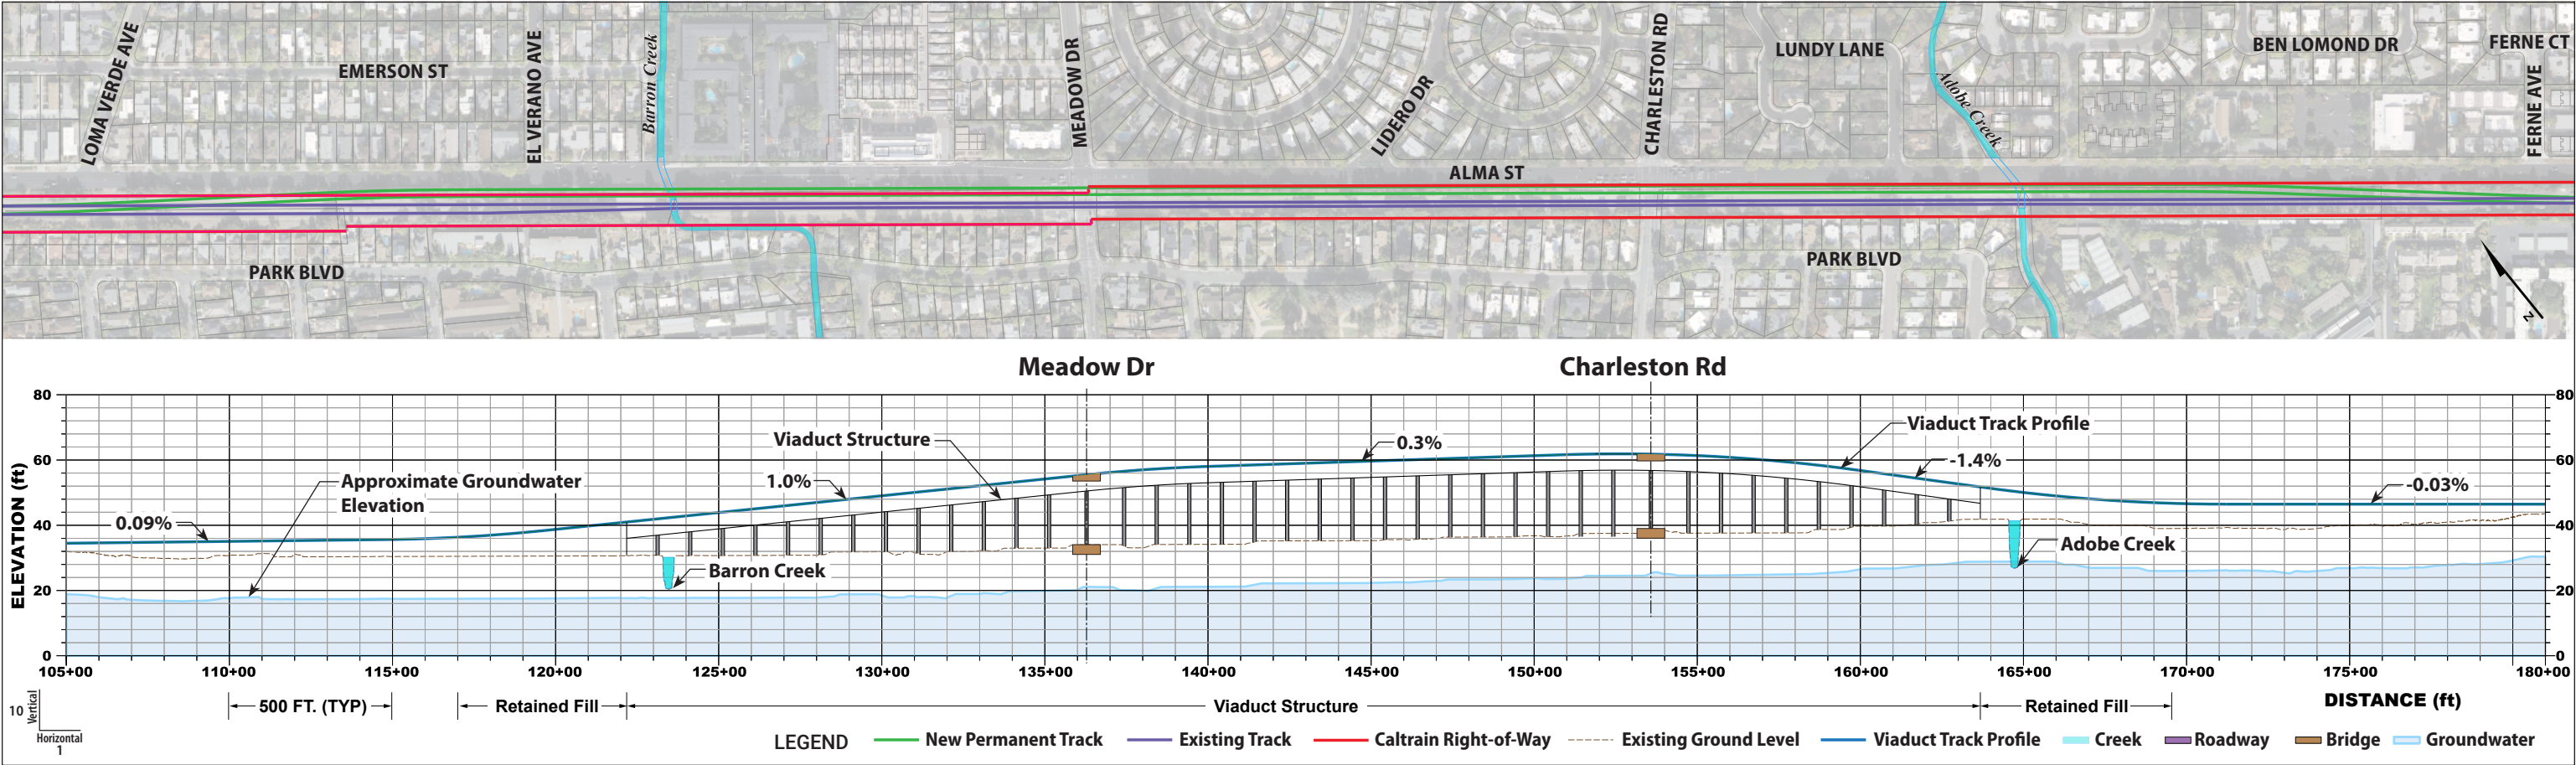 LOMA VERDE AVE
EMERSON ST
EL VERANO AVE
Barron Creek
MEADOW DR
LIDERO DR
CHARLESTON RD
LUNDY LANE
Adobe Creek
BEN LOMOND DR
FERNE CT
FERNE AVE
ALMA ST
PARK BLVD
PARK BLVD
N
Meadow Dr
Charleston Rd
ELEVATION (ft)
80
60
40
20
0
80
60
40
20
0
0.09%
Approximate Groundwater
Elevation
Viaduct Structure
1.0%
0.3%
Viaduct Track Profile
-1.4%
-0.03%
Barron Creek
Adobe Creek
105+00
110+00
115+00
120+00
125+00
130+00
135+00
140+00
145+00
150+00
155+00
160+00
165+00
170+00
175+00
180+00
500 FT. (TYP)
Retained Fill
Viaduct Structure
Retained Fill
DISTANCE (ft)
10
Vertical
Horizontal
1
LEGEND
New Permanent Track
Existing Track
Caltrain Right-of-Way
Existing Ground Level
Viaduct Track Profile
Creek
Roadway
Bridge
Groundwater